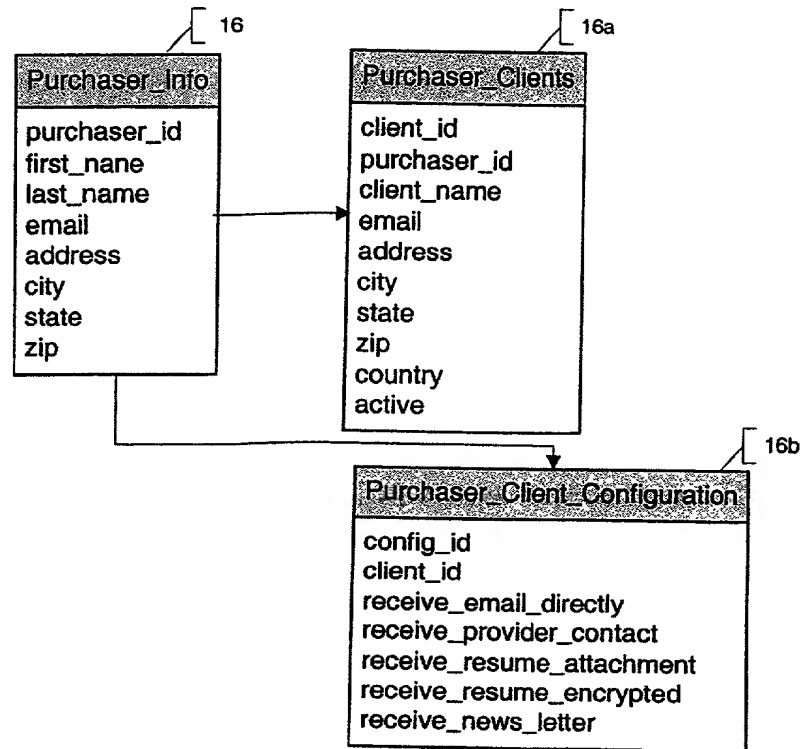 16
Purchaser_Info
purchaser_id
first_nane
last_name
email
address
city
state
zip
16a
Purchaser_Clients
client_id
purchaser_id
client_name
email
address
city
state
zip
country
active
16b
Purchaser_Client_Configuration
config_id
client_id
receive_email_directly
receive_provider_contact
receive_resume_attachment
receive_resume_encrypted
receive_news_letter